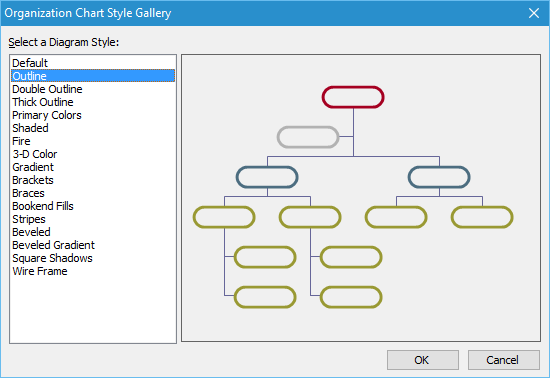 Organization Chart Style Gallery
Select a Diagram Style:
Default
Outline
Double Outline
Thick Outline
Primary Colors
Shaded
Fire
3-D Color
Gradient
Brackets
Braces
Bookend Fills
Stripes
Beveled
Beveled Gradient
Square Shadows
Wire Frame
OK Cancel